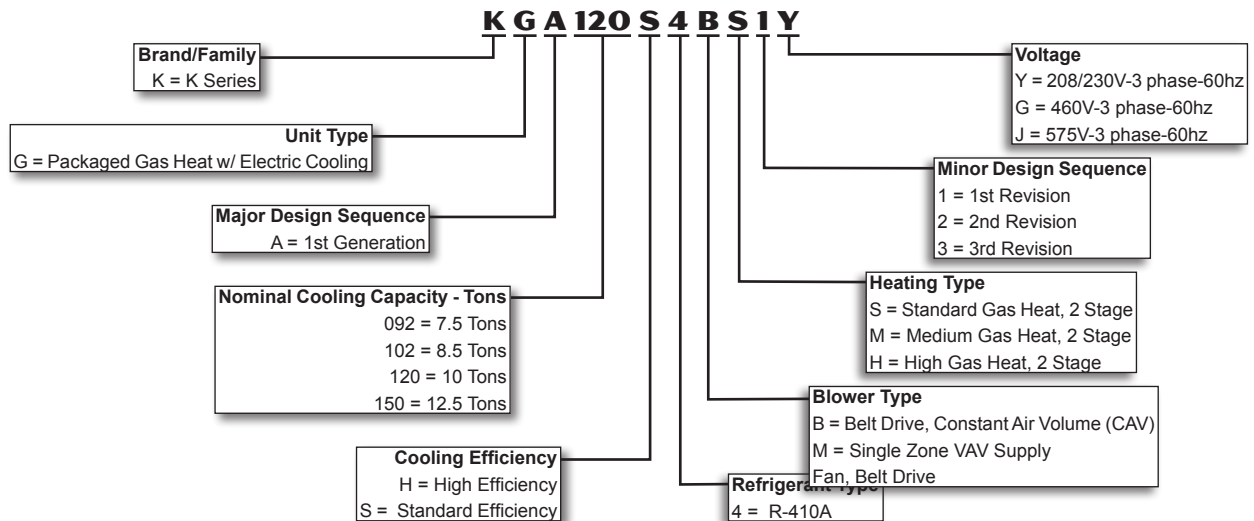 K G A 120 S 4 B S 1 Y
Brand/Family
K = K Series
Unit Type
G = Packaged Gas Heat w/ Electric Cooling
Major Design Sequence
A = 1st Generation
Nominal Cooling Capacity - Tons
092 = 7.5 Tons
102 = 8.5 Tons
120 = 10 Tons
150 = 12.5 Tons
Cooling Efficiency
H = High Efficiency
S = Standard Efficiency
Voltage
Y = 208/230V-3 phase-60hz
G = 460V-3 phase-60hz
J = 575V-3 phase-60hz
Minor Design Sequence
1 = 1st Revision
2 = 2nd Revision
3 = 3rd Revision
Heating Type
S = Standard Gas Heat, 2 Stage
M = Medium Gas Heat, 2 Stage
H = High Gas Heat, 2 Stage
Blower Type
B = Belt Drive, Constant Air Volume (CAV)
M = Single Zone VAV Supply
Fan, Belt Drive
Refrigerant Type
4 = R-410A